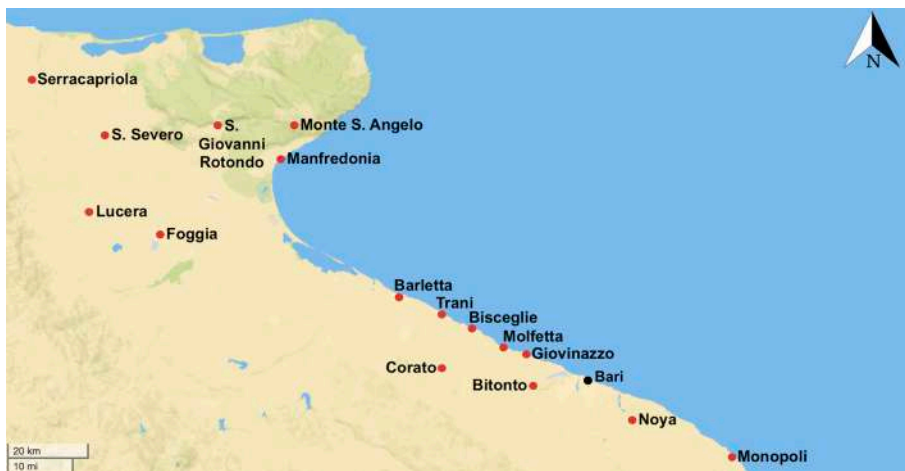 N
Serracapriola
S. Severo
S.
Giovanni
Rotondo
Monte S. Angelo
Manfredonia
Lucera
Foggia
Barletta
Trani
Bisceglie
Molfetta
Giovinazzo
Corato
Bitonto
Bari
Noya
Monopoli
20 km
10 mi